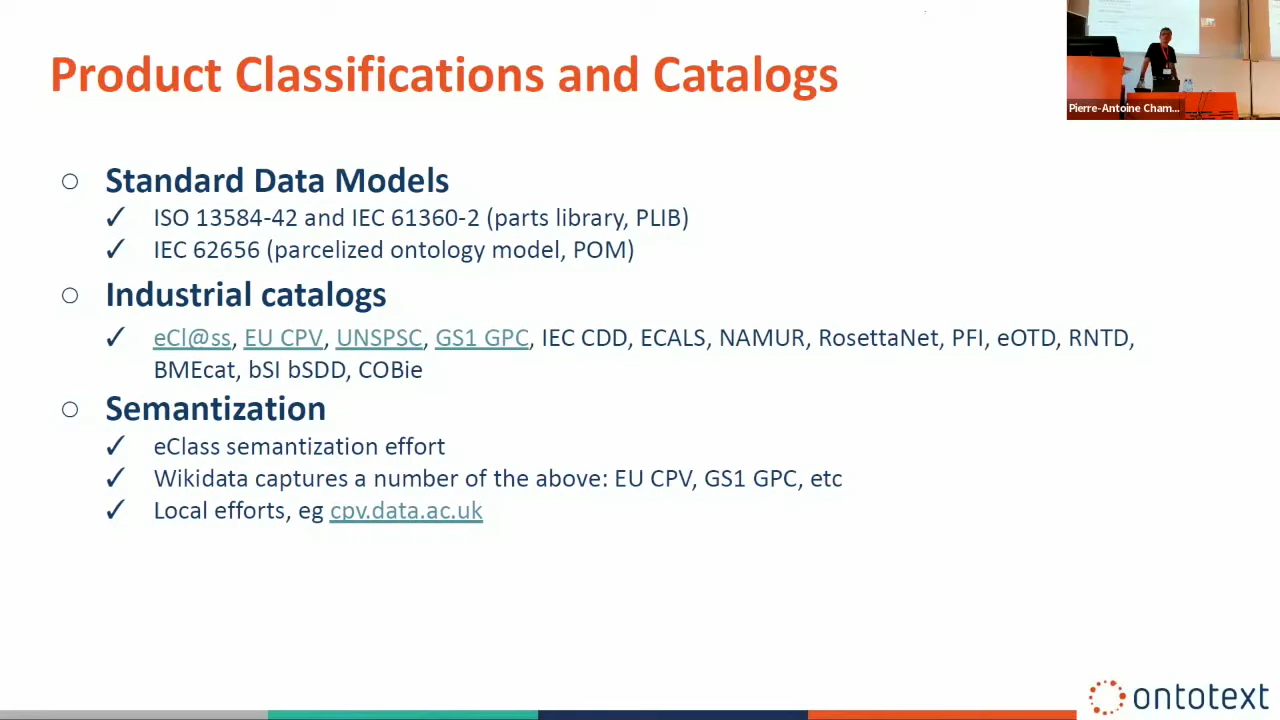 Product Classifications and Catalogs
Pierre-Antoine Cham...
○ Standard Data Models
✓ ISO 13584-42 and IEC 61360-2 (parts library, PLIB)
✓ IEC 62656 (parcelized ontology model, POM)
○ Industrial catalogs
✓ eCl@ss, EU CPV, UNSPSC, GS1 GPC, IEC CDD, ECALS, NAMUR, RosettaNet, PFI, eOTD, RNTD,
BMEcat, bSI bSDD, COBie
○ Semantization
✓ eClass semantization effort
✓ Wikidata captures a number of the above: EU CPV, GS1 GPC, etc
✓ Local efforts, eg cpv.data.ac.uk
ontotext